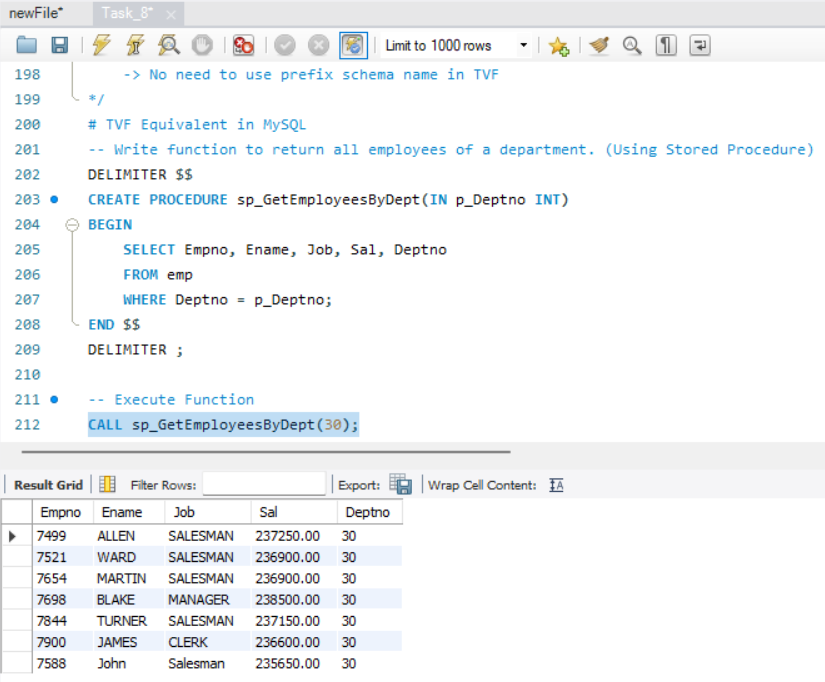 newFile* Task_8* ×
Limit to 1000 rows
198 -> No need to use prefix schema name in TVF
199 */
200 # TVF Equivalent in MySQL
201 -- Write function to return all employees of a department. (Using Stored Procedure)
202 DELIMITER $$
203 CREATE PROCEDURE sp_GetEmployeesByDept(IN p_Deptno INT)
204 BEGIN
205 SELECT Empno, Ename, Job, Sal, Deptno
206 FROM emp
207 WHERE Deptno = p_Deptno;
208 END $$
209 DELIMITER ;
210
211 -- Execute Function
212 CALL sp_GetEmployeesByDept(30);
Result Grid Filter Rows: Export: Wrap Cell Content: IA
Empno Ename Job Sal Deptno
7499 ALLEN SALESMAN 237250.00 30
7521 WARD SALESMAN 236900.00 30
7654 MARTIN SALESMAN 236900.00 30
7698 BLAKE MANAGER 238500.00 30
7844 TURNER SALESMAN 237150.00 30
7900 JAMES CLERK 236600.00 30
7588 John Salesman 235650.00 30